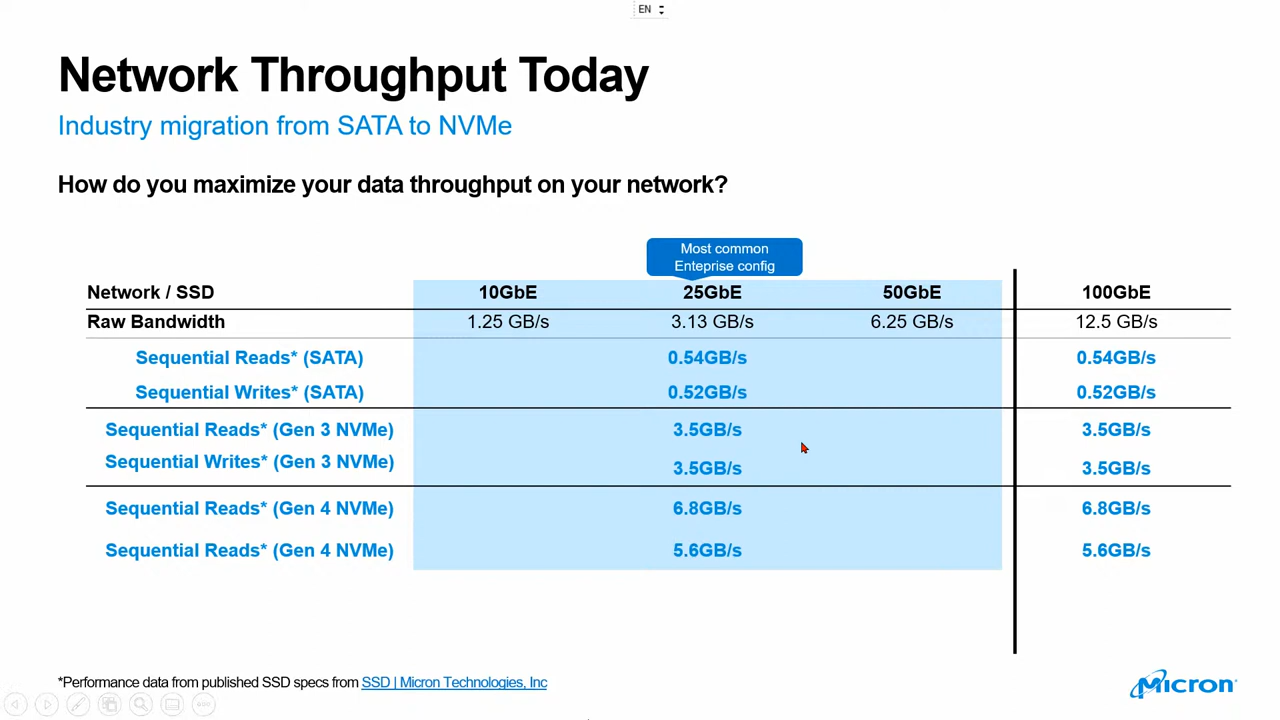 EN
Network Throughput Today
Industry migration from SATA to NVMe
How do you maximize your data throughput on your network?
Most common
Enteprise config
Network / SSD 10GbE 25GbE 50GbE 100GbE
Raw Bandwidth 1.25 GB/s 3.13 GB/s 6.25 GB/s 12.5 GB/s
Sequential Reads* (SATA) 0.54GB/s 0.54GB/s
Sequential Writes* (SATA) 0.52GB/s 0.52GB/s
Sequential Reads* (Gen 3 NVMe) 3.5GB/s 3.5GB/s
Sequential Writes* (Gen 3 NVMe) 3.5GB/s 3.5GB/s
Sequential Reads* (Gen 4 NVMe) 6.8GB/s 6.8GB/s
Sequential Reads* (Gen 4 NVMe) 5.6GB/s 5.6GB/s
*Performance data from published SSD specs from SSD | Micron Technologies, Inc
Micron